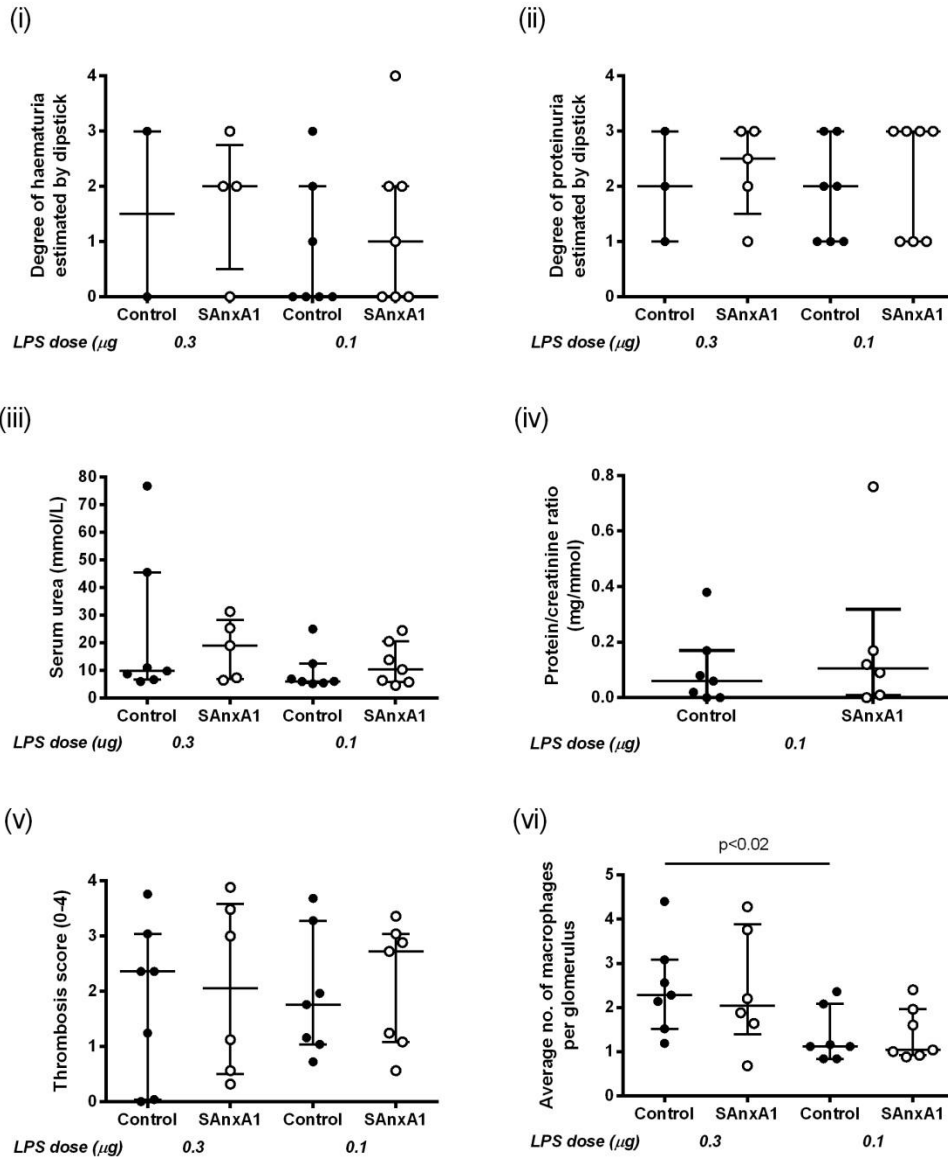 (i)
Degree of haematuria
estimated by dipstick
4
3
2
1
0
Control SAnxA1 Control SAnxA1
LPS dose (μg 0.3 0.1
(ii)
Degree of proteinuria
estimated by dipstick
4
3
2
1
0
Control SAnxA1 Control SAnxA1
LPS dose (μg) 0.3 0.1
(iii)
Serum urea (mmol/L)
80
70
60
50
40
30
20
10
0
Control SAnxA1 Control SAnxA1
LPS dose (ug) 0.3 0.1
(iv)
Protein/creatinine ratio
(mg/mmol)
0.8
0.6
0.4
0.2
0.0
Control SAnxA1
LPS dose (μg) 0.1
(v)
Thrombosis score (0-4)
4
3
2
1
0
Control SAnxA1 Control SAnxA1
LPS dose (μg) 0.3 0.1
(vi)
p<0.02
Average no. of macrophages
per glomerulus
5
4
3
2
1
0
Control SAnxA1 Control SAnxA1
LPS dose (μg) 0.3 0.1